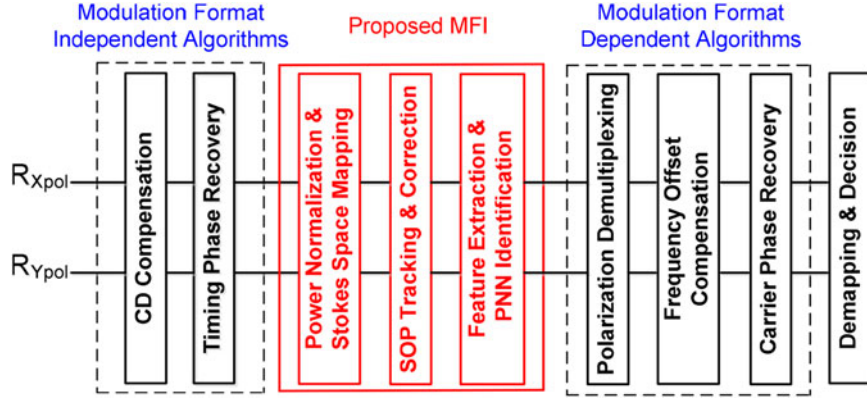 Modulation Format
Independent Algorithms
Proposed MFI
Modulation Format
Dependent Algorithms
RXpol
RYpol
CD Compensation
Timing Phase Recovery
Power Normalization &
Stokes Space Mapping
SOP Tracking & Correction
Feature Extraction &
PNN Identification
Polarization Demultiplexing
Frequency Offset
Compensation
Carrier Phase Recovery
Demapping & Decision